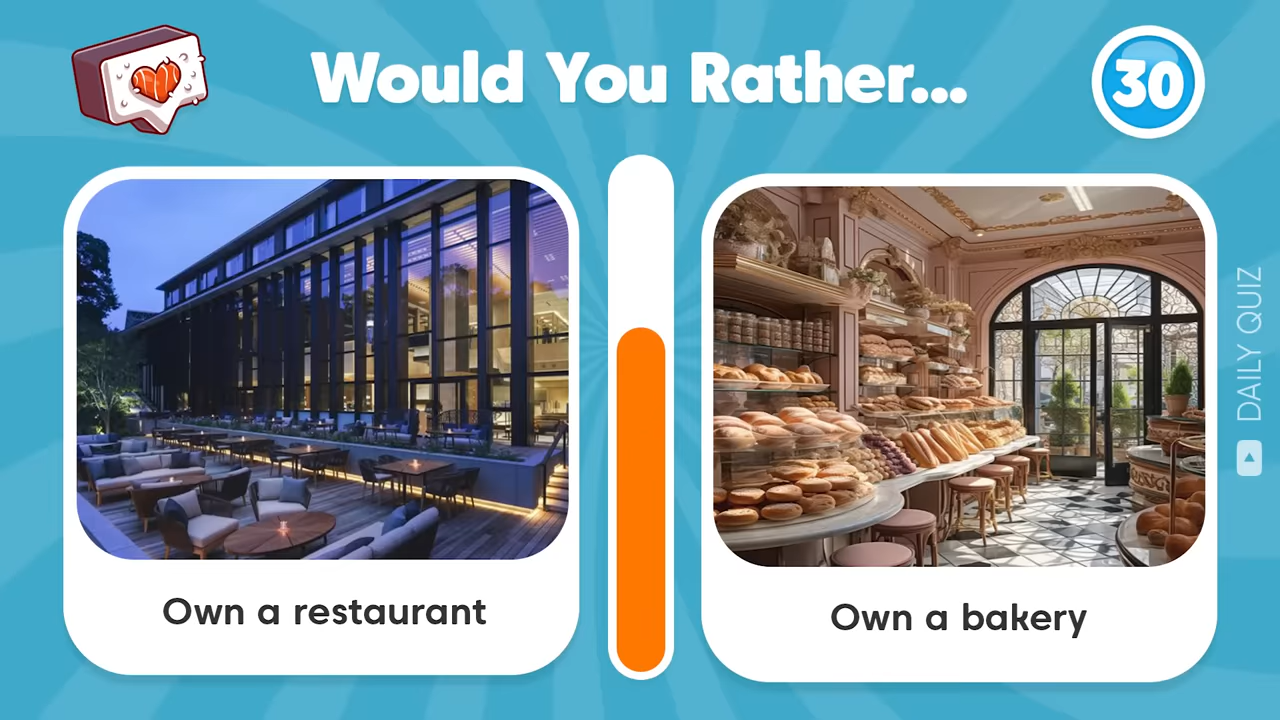 Would You Rather...
30
Own a restaurant
Own a bakery
DAILY QUIZ